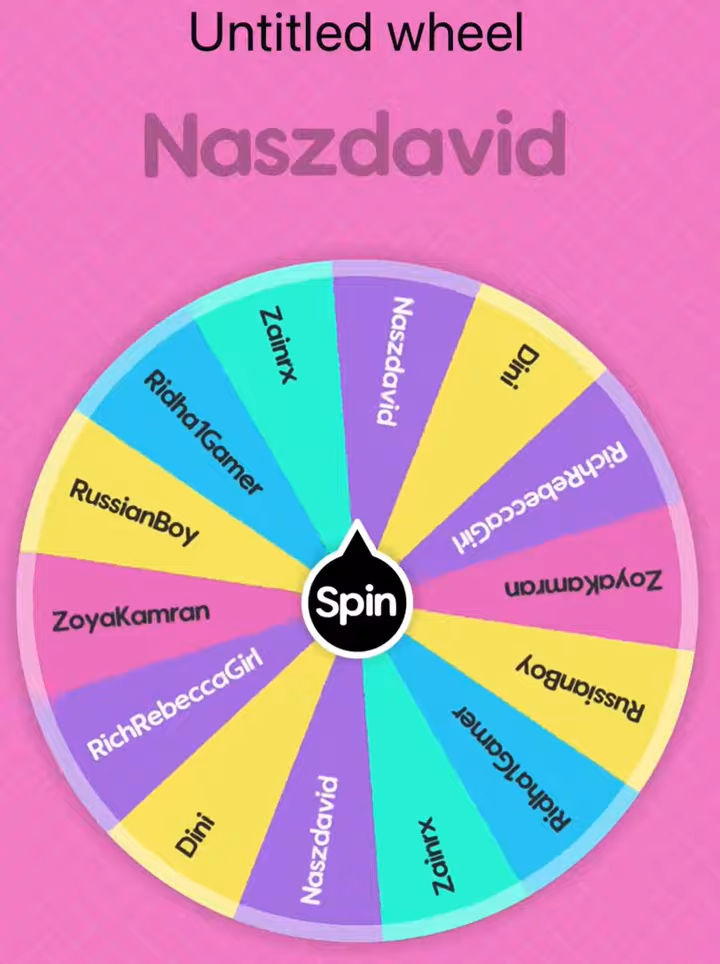 Untitled wheel
Naszdavid
Naszdavid
Dini
RichRebeccaGirl
ZoyaKamran
RussianBoy
Ridha1Gamer
Zainrx
Naszdavid
Dini
RichRebeccaGirl
ZoyaKamran
RussianBoy
Ridha1Gamer
Zainrx
Spin